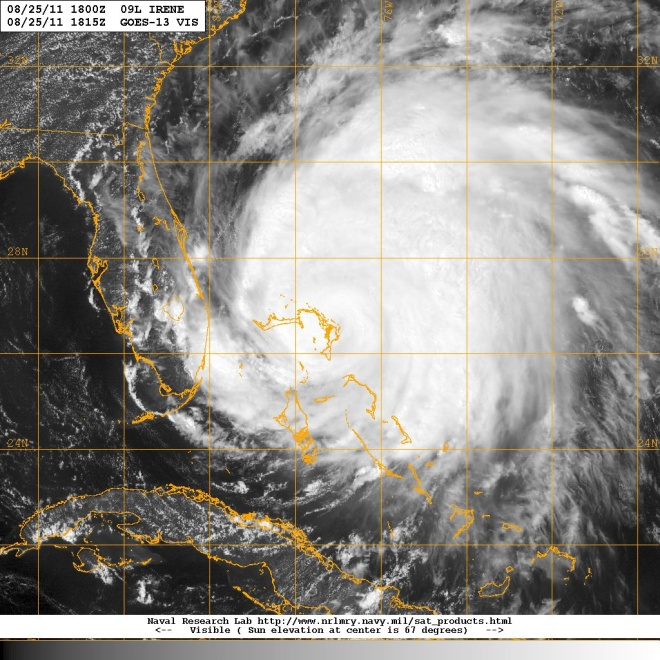 08/25/11 1800Z 09L IRENE
08/25/11 1815Z GOES-13 VIS
76W
32N
32N
28N
24N
24N
Naval Research Lab http://www.nrlmry.navy.mil/sat_products.html
<-- Visible ( Sun elevation at center is 67 degrees) -->